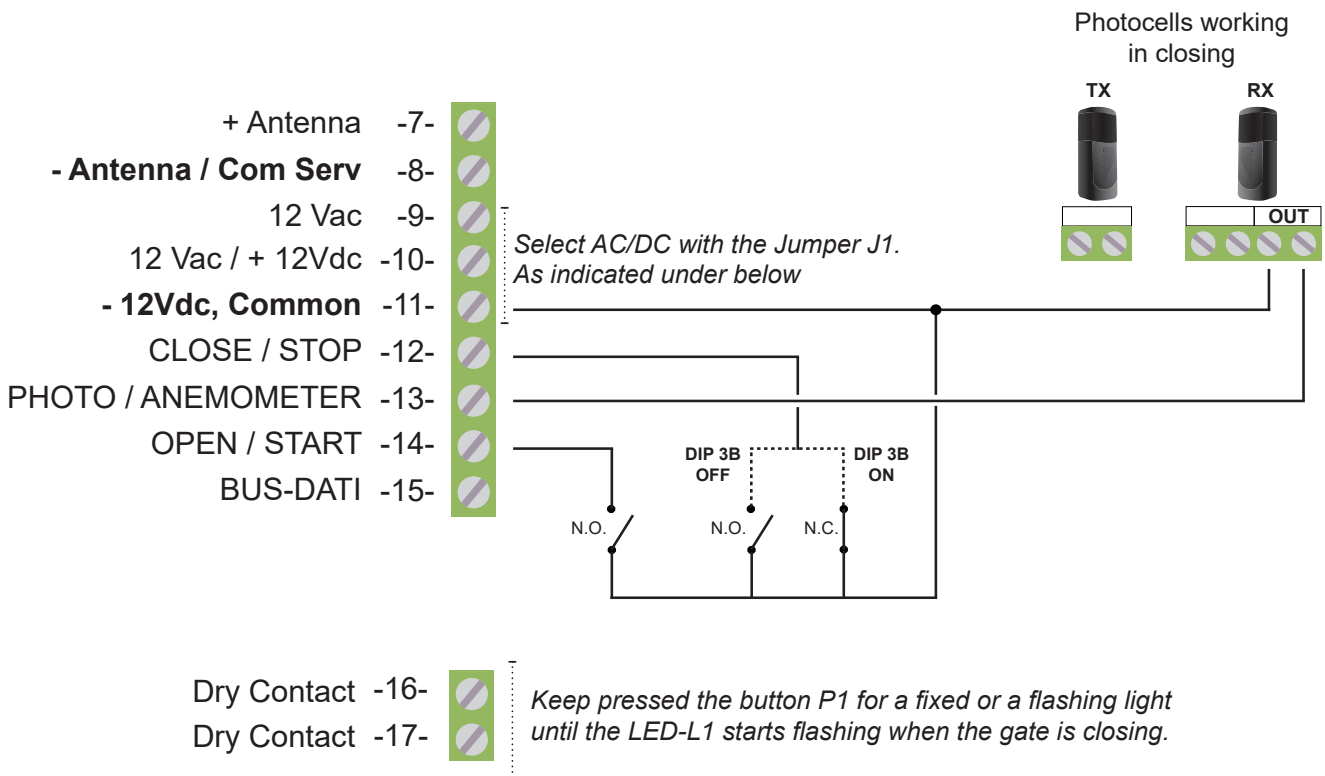 Photocells working
in closing
TX
RX
OUT
+ Antenna -7-
- Antenna / Com Serv -8-
12 Vac -9-
12 Vac / + 12Vdc -10-
- 12Vdc, Common -11-
CLOSE / STOP -12-
PHOTO / ANEMOMETER -13-
OPEN / START -14-
BUS-DATI -15-
Select AC/DC with the Jumper J1.
As indicated under below
DIP 3B
OFF
DIP 3B
ON
N.O.
N.O.
N.C.
Dry Contact -16-
Dry Contact -17-
Keep pressed the button P1 for a fixed or a flashing light
until the LED-L1 starts flashing when the gate is closing.